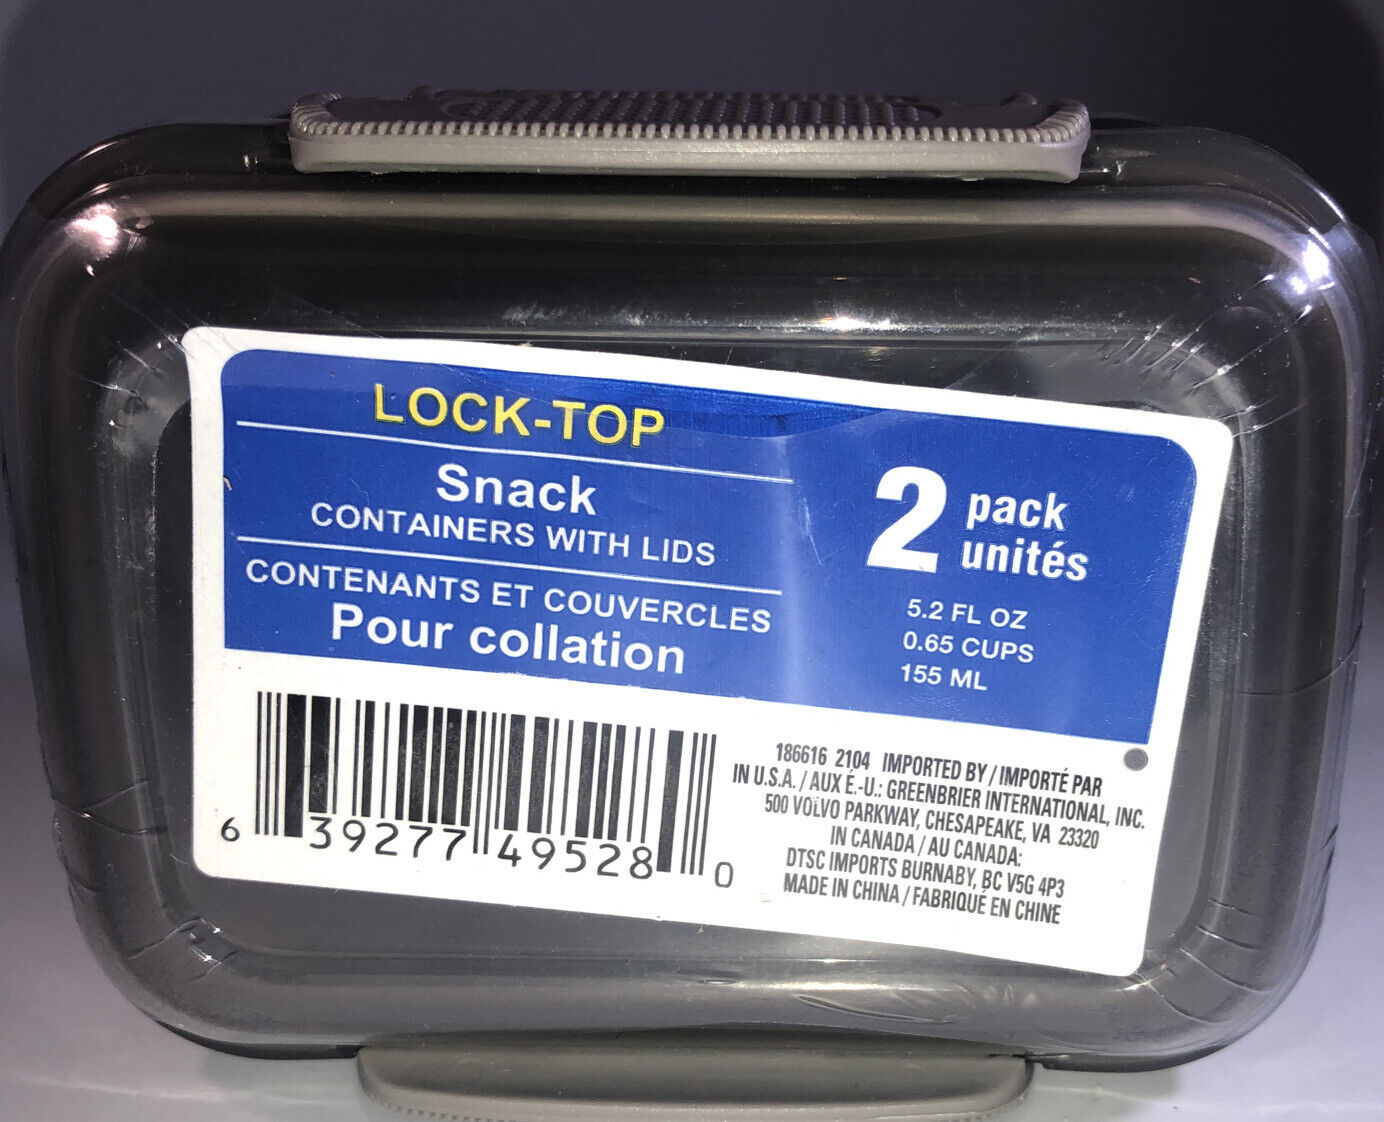 LOCK-TOP
Snack
CONTAINERS WITH LIDS
CONTENANTS ET COUVERCLES
Pour collation
2 pack
unités
5.2 FL OZ
0.65 CUPS
155 ML
6 39277 49528 0
186616 2104 IMPORTED BY / IMPORTÉ PAR
IN U.S.A. / AUX É.-U.: GREENBRIER INTERNATIONAL, INC.
500 VOLVO PARKWAY, CHESAPEAKE, VA 23320
IN CANADA / AU CANADA:
DTSC IMPORTS BURNABY, BC V5G 4P3
MADE IN CHINA / FABRIQUÉ EN CHINE